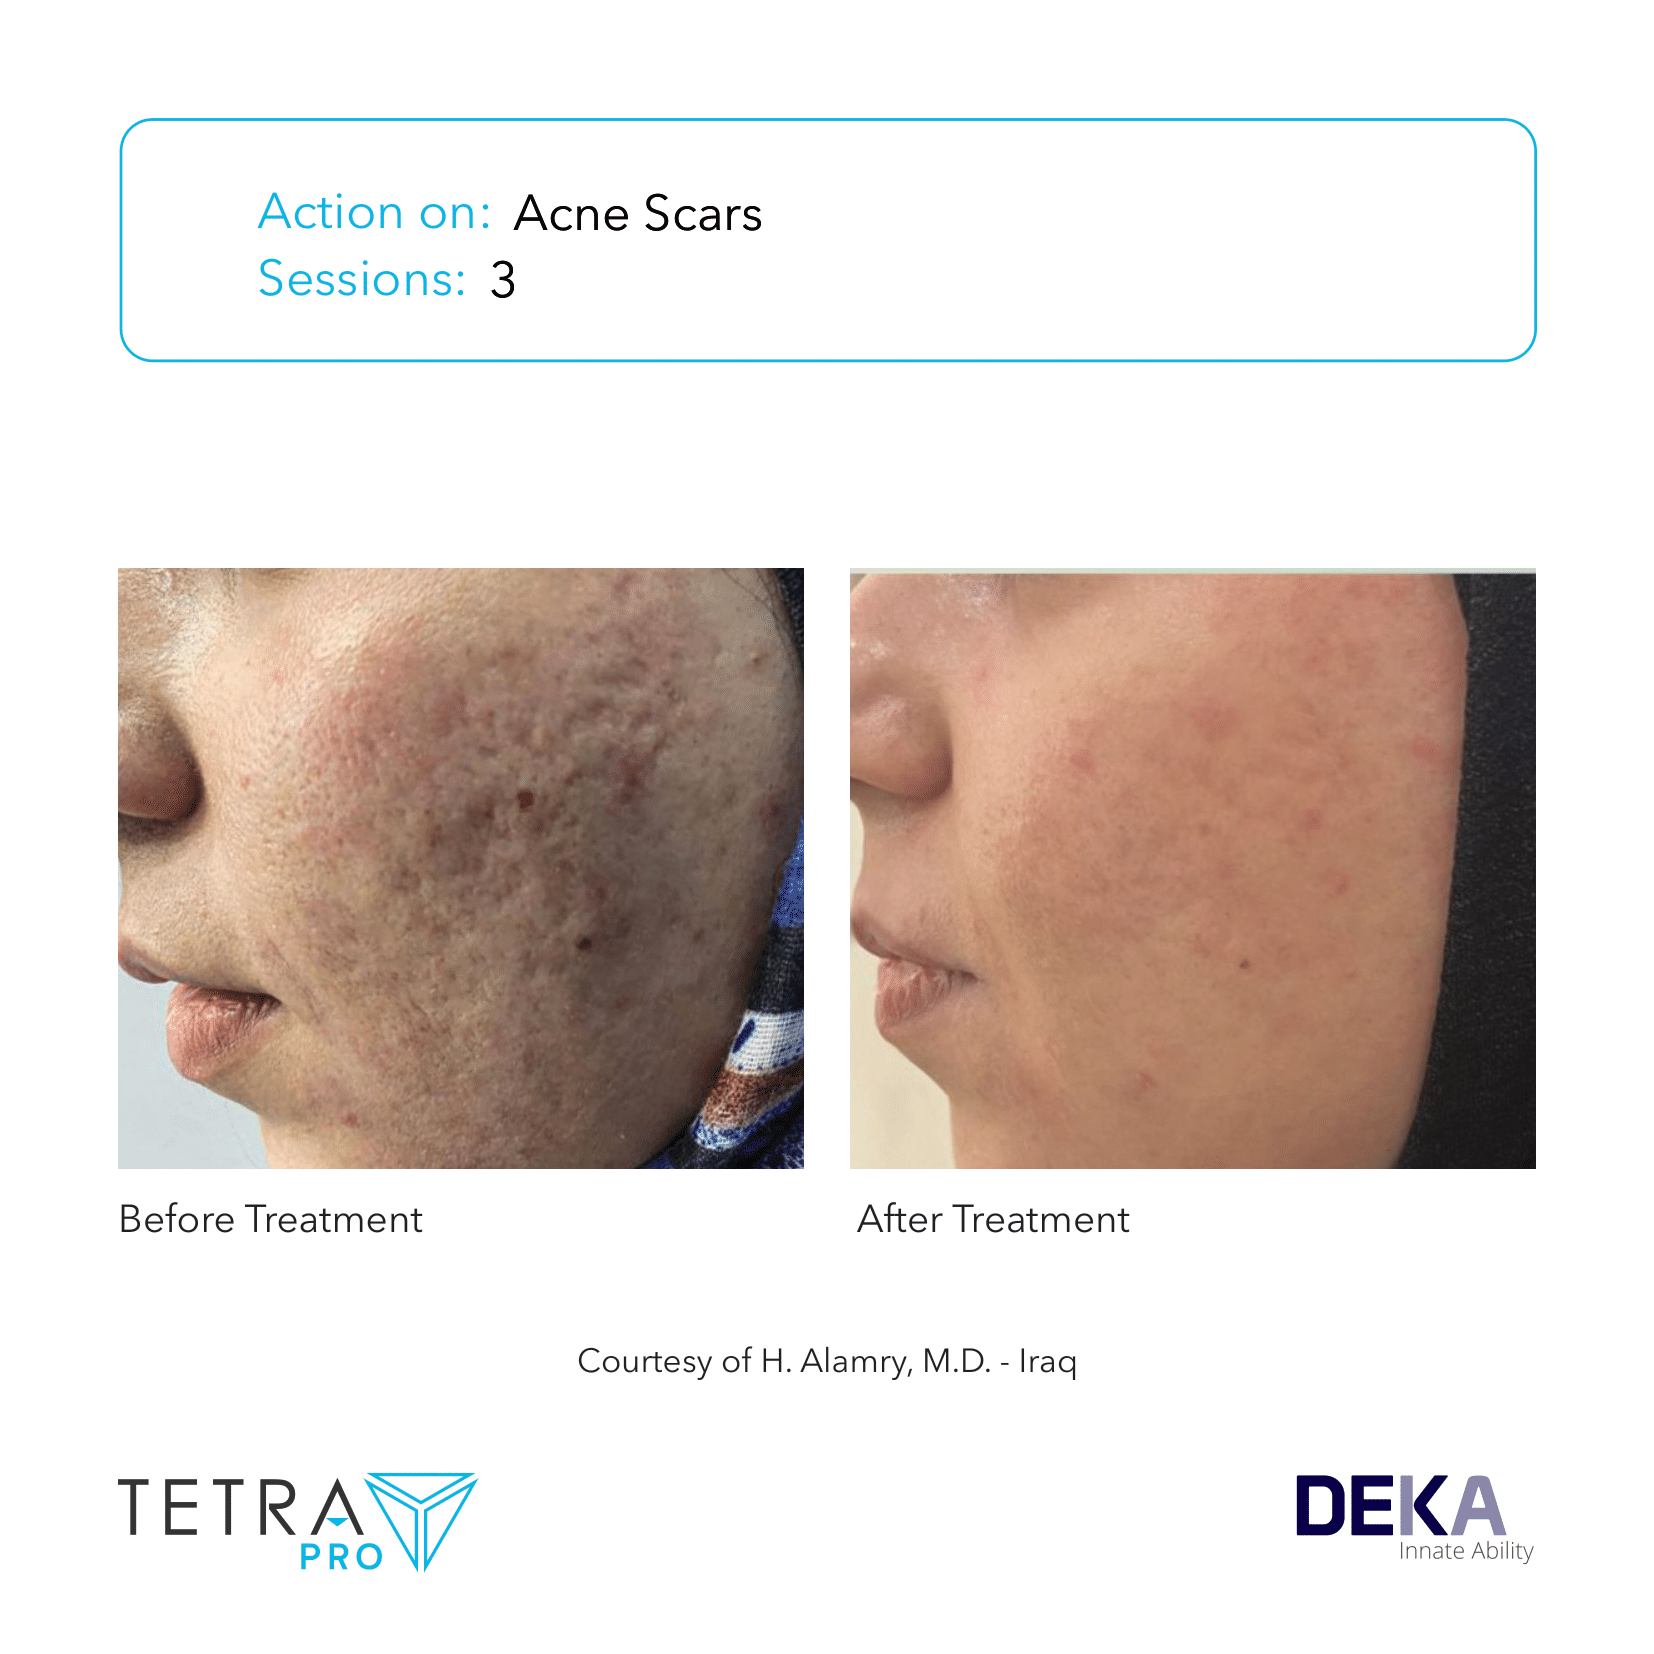 Action on: Acne Scars
Sessions: 3
Before Treatment
After Treatment
Courtesy of H. Alamry, M.D. - Iraq
TETRA
PRO
DEKA
Innate Ability